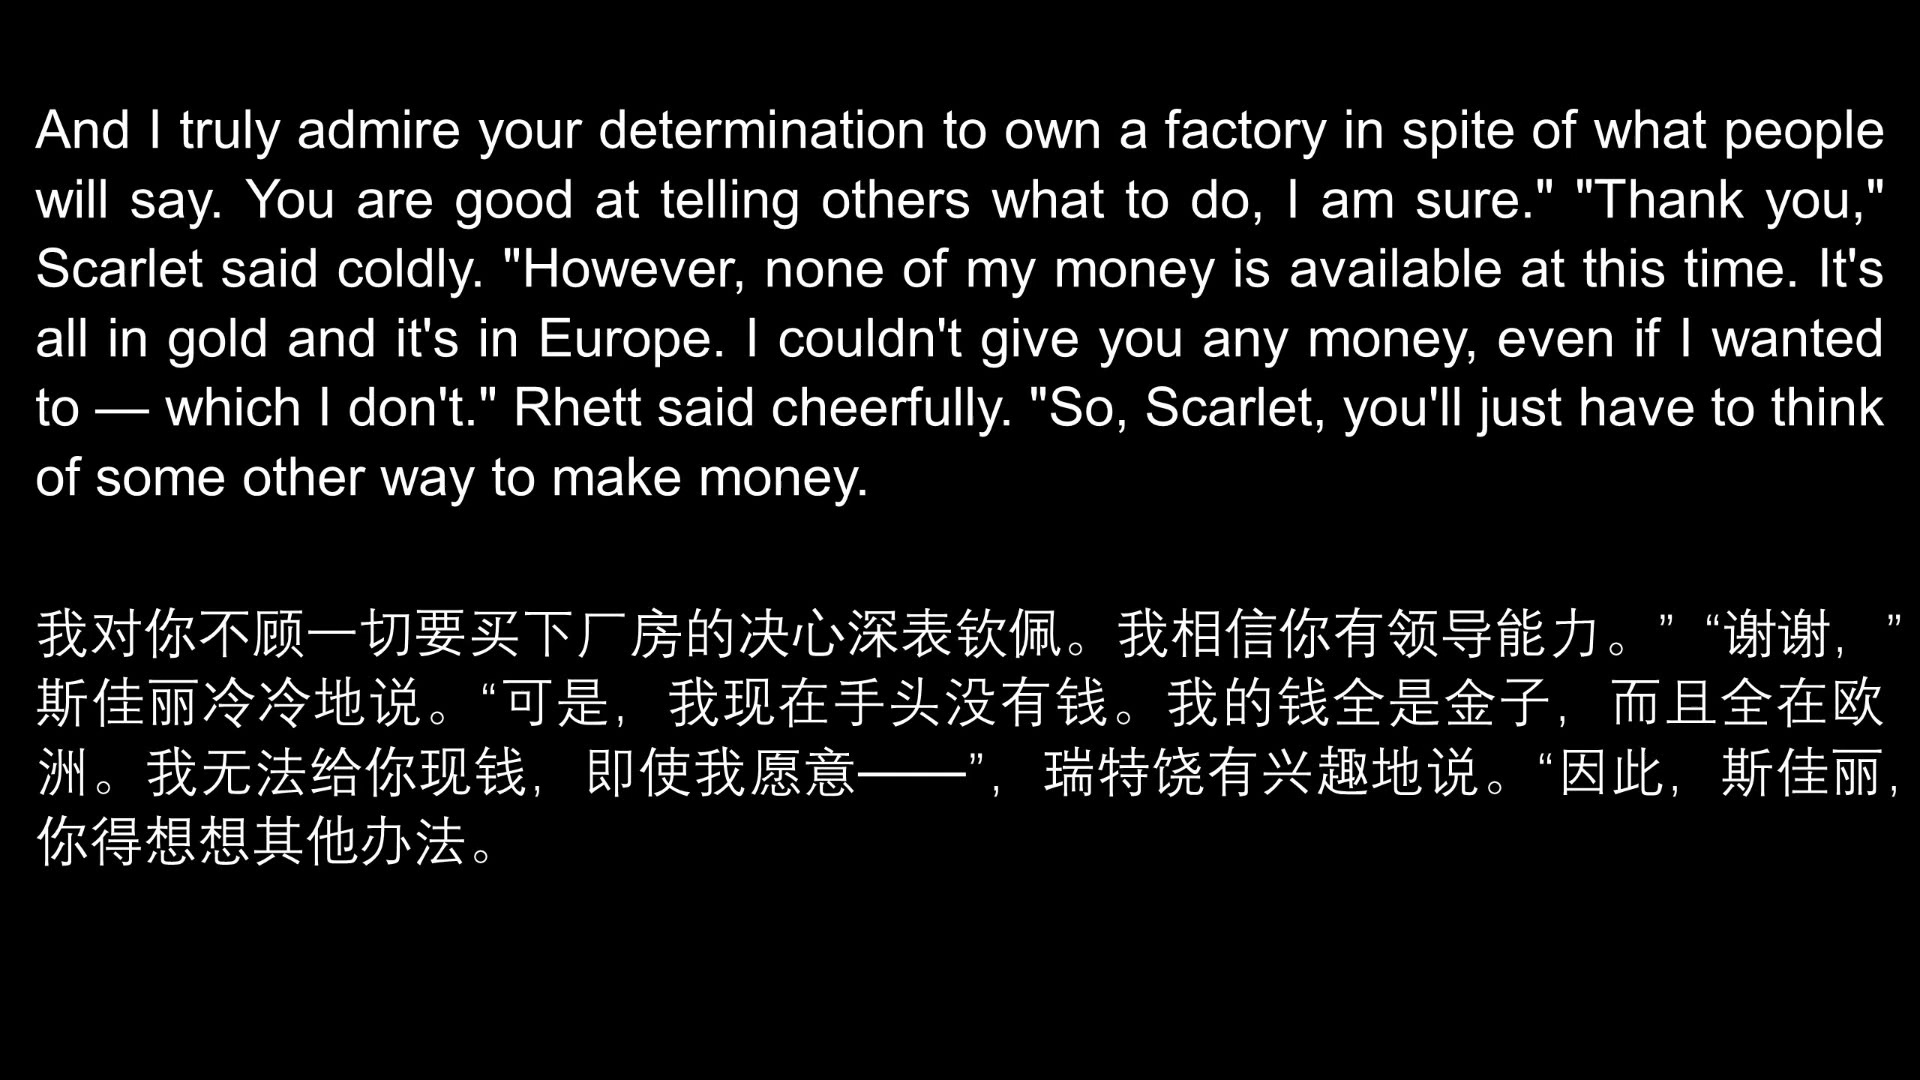 And I truly admire your determination to own a factory in spite of what people
will say. You are good at telling others what to do, I am sure." "Thank you,"
Scarlet said coldly. "However, none of my money is available at this time. It's
all in gold and it's in Europe. I couldn't give you any money, even if I wanted
to — which I don't." Rhett said cheerfully. "So, Scarlet, you'll just have to think
of some other way to make money.
我对你不顾一切要买下厂房的决心深表钦佩。我相信你有领导能力。” “谢谢，”
斯佳丽冷冷地说。“可是，我现在手头没有钱。我的钱全是金子，而且全在欧
洲。我无法给你现钱，即使我愿意——”，瑞特饶有兴趣地说。“因此，斯佳丽，
你得想想其他办法。